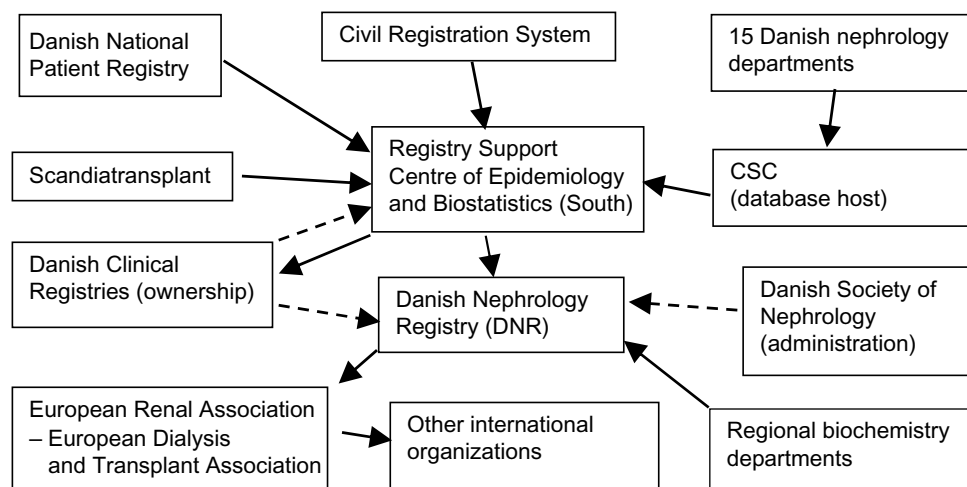 Danish National
Patient Registry
Civil Registration System
15 Danish nephrology
departments
Scandiatransplant
Registry Support
Centre of Epidemiology
and Biostatistics (South)
CSC
(database host)
Danish Clinical
Registries (ownership)
Danish Nephrology
Registry (DNR)
Danish Society of
Nephrology
(administration)
European Renal Association
– European Dialysis
and Transplant Association
Other international
organizations
Regional biochemistry
departments